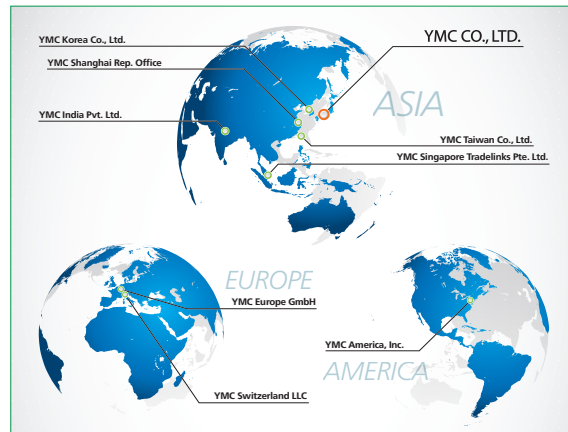 YMC Korea Co., Ltd.
YMC CO., LTD.
YMC Shanghai Rep. Office
ASIA
YMC India Pvt. Ltd.
YMC Taiwan Co., Ltd.
YMC Singapore Tradelinks Pte. Ltd.
EUROPE
YMC Europe GmbH
YMC America, Inc.
AMERICA
YMC Switzerland LLC